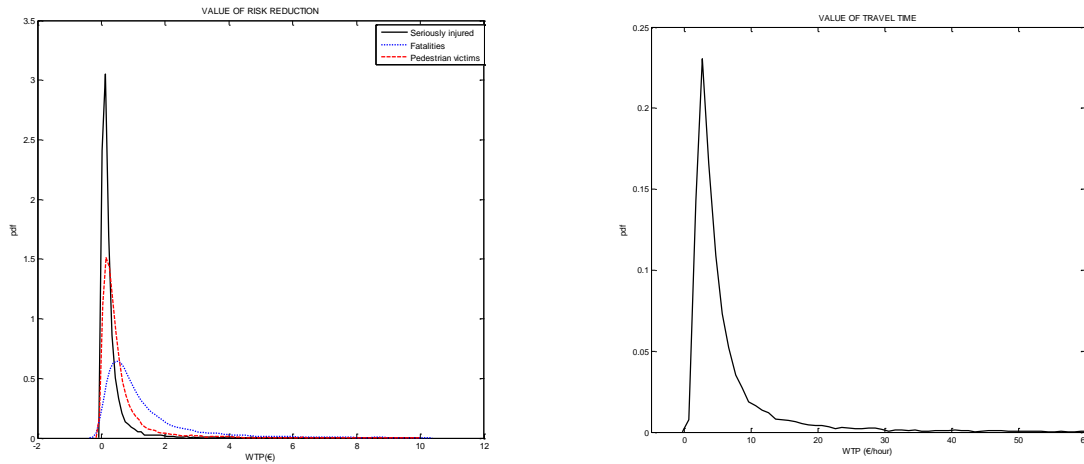 VALUE OF RISK REDUCTION
3.5
3
2.5
2
1.5
1
0.5
0
pdf
Seriously injured
Fatalities
Pedestrian victims
-2 0 2 4 6 8 10 12
WTP(€)
VALUE OF TRAVEL TIME
0.25
0.2
0.15
0.1
0.05
0
pdf
0 10 20 30 40 50 60
WTP (€/hour)